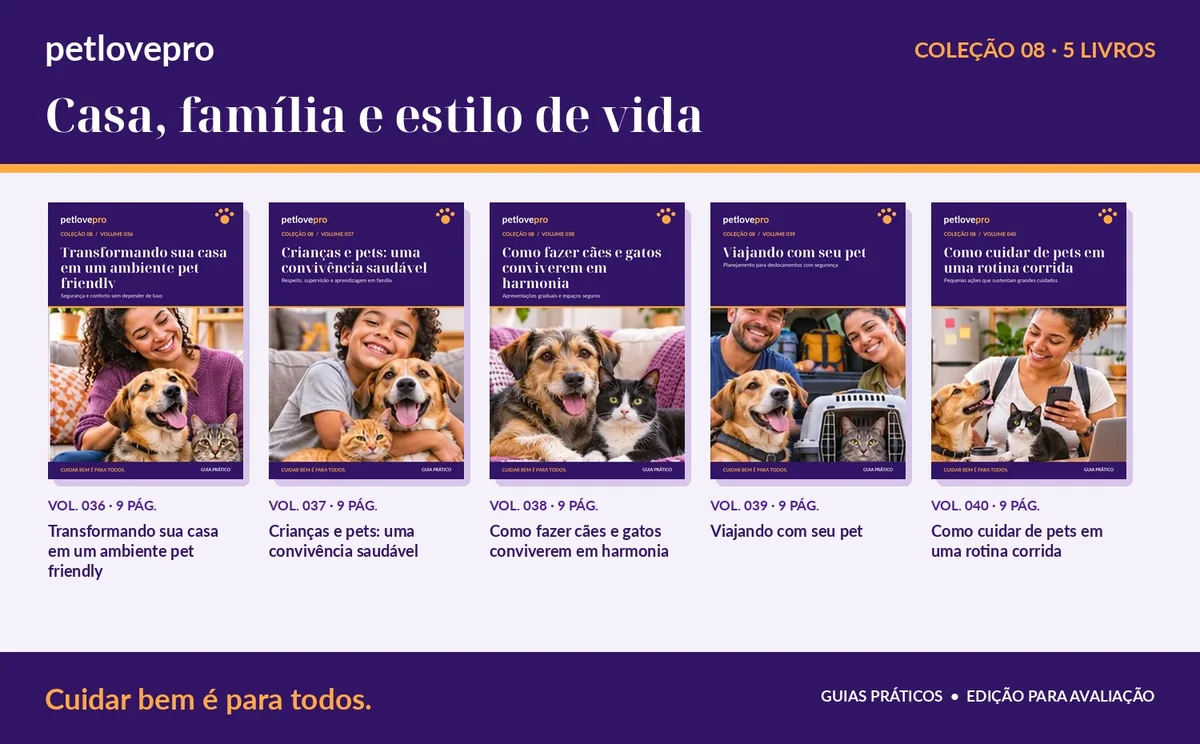 petlovepro
COLEÇÃO 08 · 5 LIVROS
Casa, família e estilo de vida
petlovepro
COLEÇÃO 08 / VOLUME 036
Transformando sua casa
em um ambiente pet
friendly
Segurança e conforto sem depender de luxo
CUIDAR BEM É PARA TODOS.
GUIA PRÁTICO
VOL. 036 · 9 PÁG.
Transformando sua casa
em um ambiente pet
friendly
petlovepro
COLEÇÃO 08 / VOLUME 037
Crianças e pets: uma
convivência saudável
Respeito, supervisão e aprendizagem em família
CUIDAR BEM É PARA TODOS.
GUIA PRÁTICO
VOL. 037 · 9 PÁG.
Crianças e pets: uma
convivência saudável
petlovepro
COLEÇÃO 08 / VOLUME 038
Como fazer cães e gatos
conviverem em
harmonia
Apresentações graduais e espaços seguros
CUIDAR BEM É PARA TODOS.
GUIA PRÁTICO
VOL. 038 · 9 PÁG.
Como fazer cães e gatos
conviverem em harmonia
petlovepro
COLEÇÃO 08 / VOLUME 039
Viajando com seu pet
Planejamento para deslocamentos com segurança
CUIDAR BEM É PARA TODOS.
GUIA PRÁTICO
VOL. 039 · 9 PÁG.
Viajando com seu pet
petlovepro
COLEÇÃO 08 / VOLUME 040
Como cuidar de pets em
uma rotina corrida
Pequenas ações que sustentam grandes cuidados
CUIDAR BEM É PARA TODOS.
GUIA PRÁTICO
VOL. 040 · 9 PÁG.
Como cuidar de pets em
uma rotina corrida
Cuidar bem é para todos.
GUIAS PRÁTICOS • EDIÇÃO PARA AVALIAÇÃO